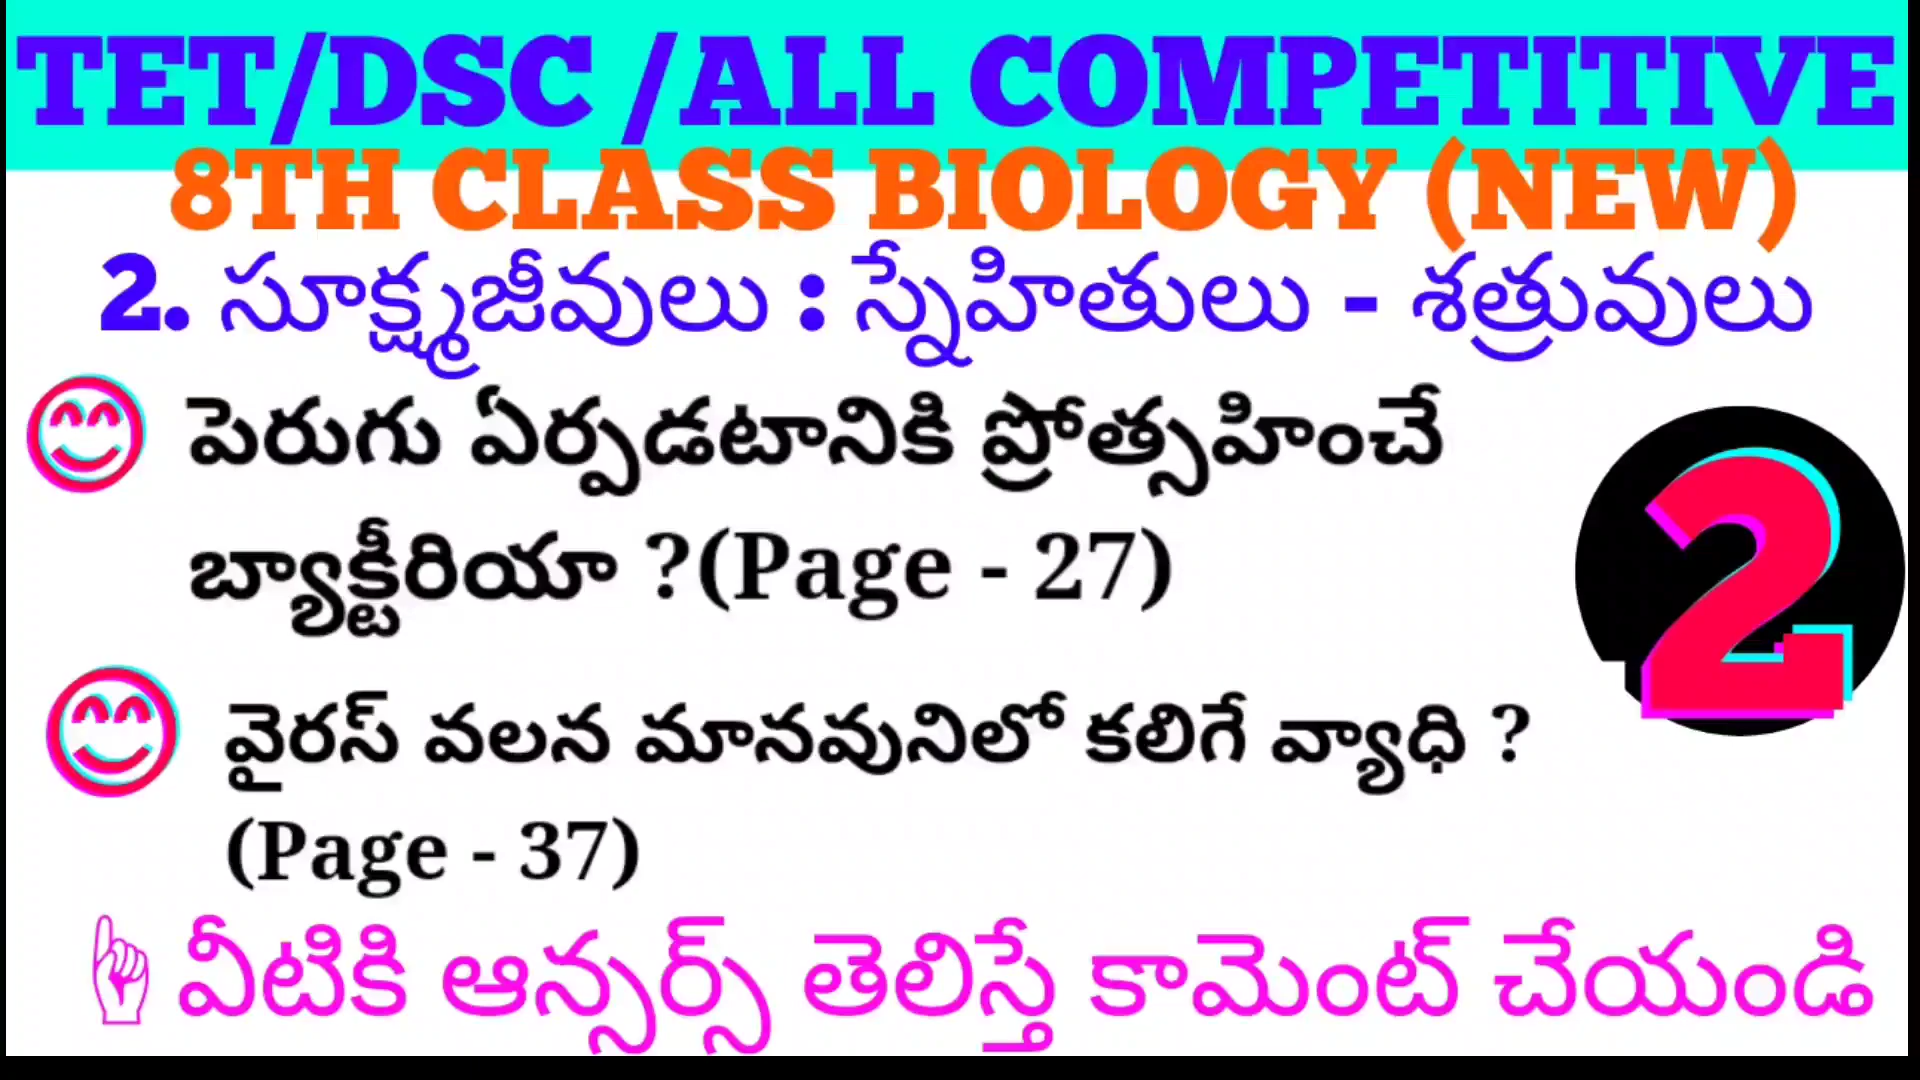 TET/DSC /ALL COMPETITIVE
8TH CLASS BIOLOGY (NEW)
2. సూక్ష్మజీవులు : స్నేహితులు - శత్రువులు
పెరుగు ఏర్పడటానికి ప్రోత్సహించే
బ్యాక్టీరియా ?(Page - 27)
2
వైరస్ వలన మానవునిలో కలిగే వ్యాధి ?
(Page - 37)
వీటికి ఆన్సర్స్ తెలిస్తే కామెంట్ చేయండి